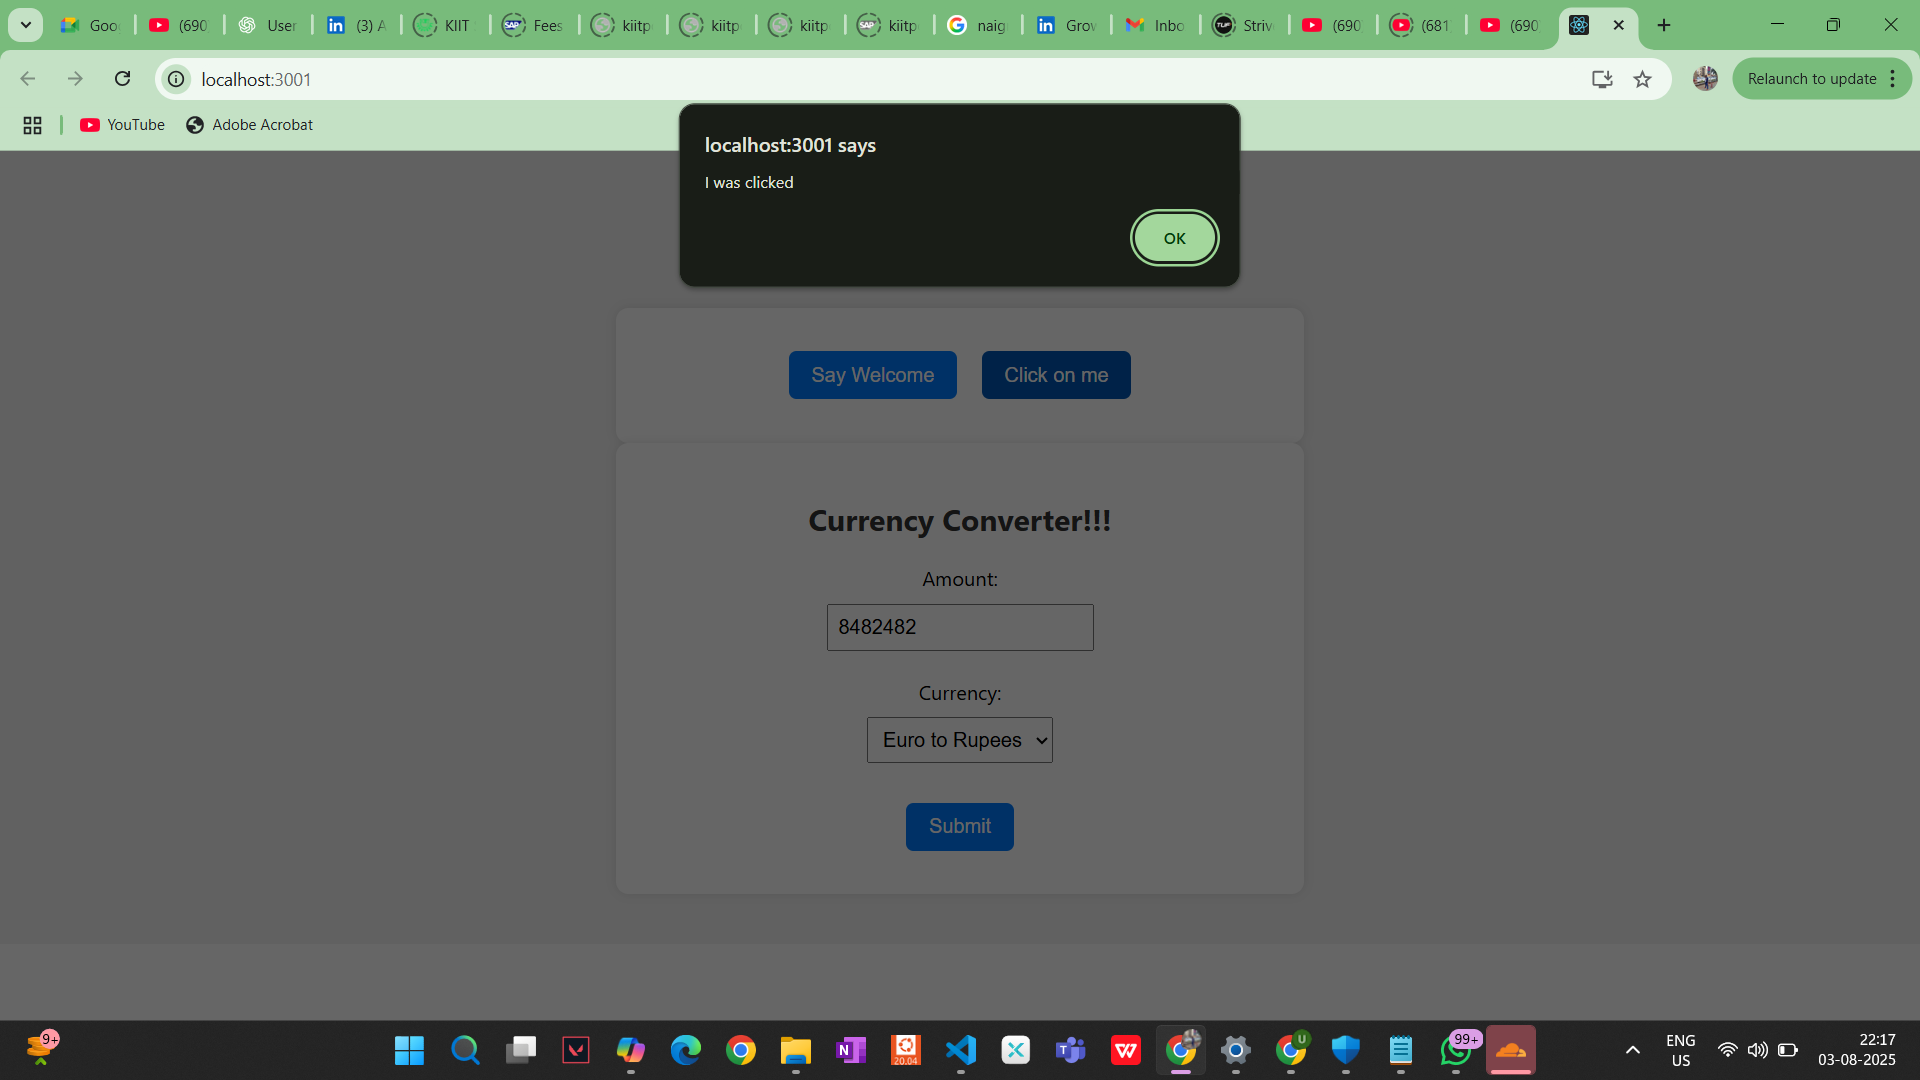 Goo
(690
User
(3) A
KIIT
Fees
kiitp
kiitp
kiitp
kiitp
naig
Grov
Inbo
Striv
(690
(681
(690
localhost:3001
Relaunch to update
YouTube
Adobe Acrobat
localhost:3001 says
I was clicked
OK
Say Welcome
Click on me
Currency Converter!!!
Amount:
8482482
Currency:
Euro to Rupees
Submit
9+
20.04
U
99+
ENG
US
22:17
03-08-2025